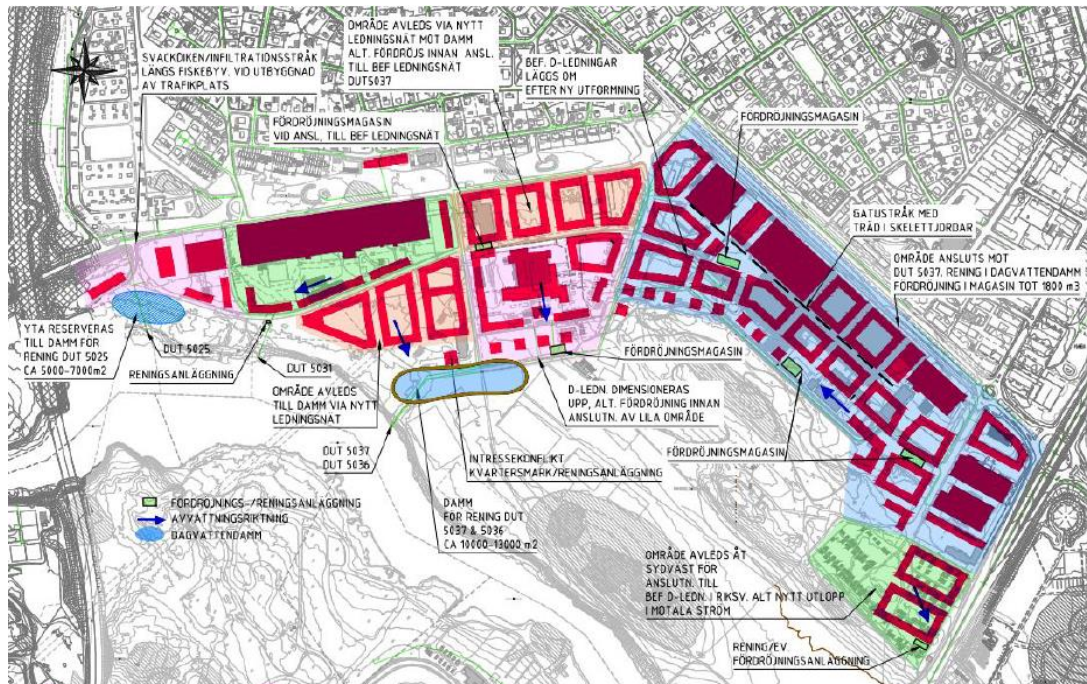 SVACKDIKEN/INFILTRATIONSSTRÅK
LÄNGS FISKEBYV. VID UTBYGGNAD
AV TRAFIKPLATS
OMRÅDE AVLEDS VIA NYTT
LEDNINGSNÄT MOT DAMM
ALT. FÖRDRÖJS INNAN ANSL.
TILL BEF LEDNINGSNÄT
DUT5037
BEF. D-LEDNINGAR
LÄGGS OM
EFTER NY UTFORMNING
FÖRDRÖJNINGSMAGASIN
VID ANSL. TILL BEF LEDNINGSNÄT
FÖRDRÖJNINGSMAGASIN
GATUSTRÅK MED
TRÄD I SKELETTJORDAR
OMRÅDE ANSLUTS MOT
DUT 5037. RENING I DAGVATTENDAMM
FÖRDRÖJNING I MAGASIN TOT 1800 m3
YTA RESERVERAS
TILL DAMM FÖR
RENING DUT 5025
CA 5000-7000m2
DUT 5025
RENINGSANLÄGGNING
DUT 5031
OMRÅDE AVLEDS
TILL DAMM VIA NYTT
LEDNINGSNÄT
FÖRDRÖJNINGSMAGASIN
D-LEDN. DIMENSIONERAS
UPP, ALT. FÖRDRÖJNING INNAN
ANSLUTN. AV LILA OMRÅDE
DUT 5037
DUT 5036
INTRESSEKONFLIKT
KVARTERSMARK/RENINGSANLÄGGNING
FÖRDRÖJNINGSMAGASIN
FÖRDRÖJNINGS-/RENINGSANLÄGGNING
AVVATTNINGSRIKTNING
DAGVATTENDAMM
DAMM
FÖR RENING DUT
5037 & 5036
CA 10000-13000 m2
OMRÅDE AVLEDS ÅT
SYDVÄST FÖR
ANSLUTN. TILL
BEF D-LEDN. I RIKSV. ALT NYTT UTLOPP
I MOTALA STRÖM
RENING/EV
FÖRDRÖJNINGSANLÄGGNING